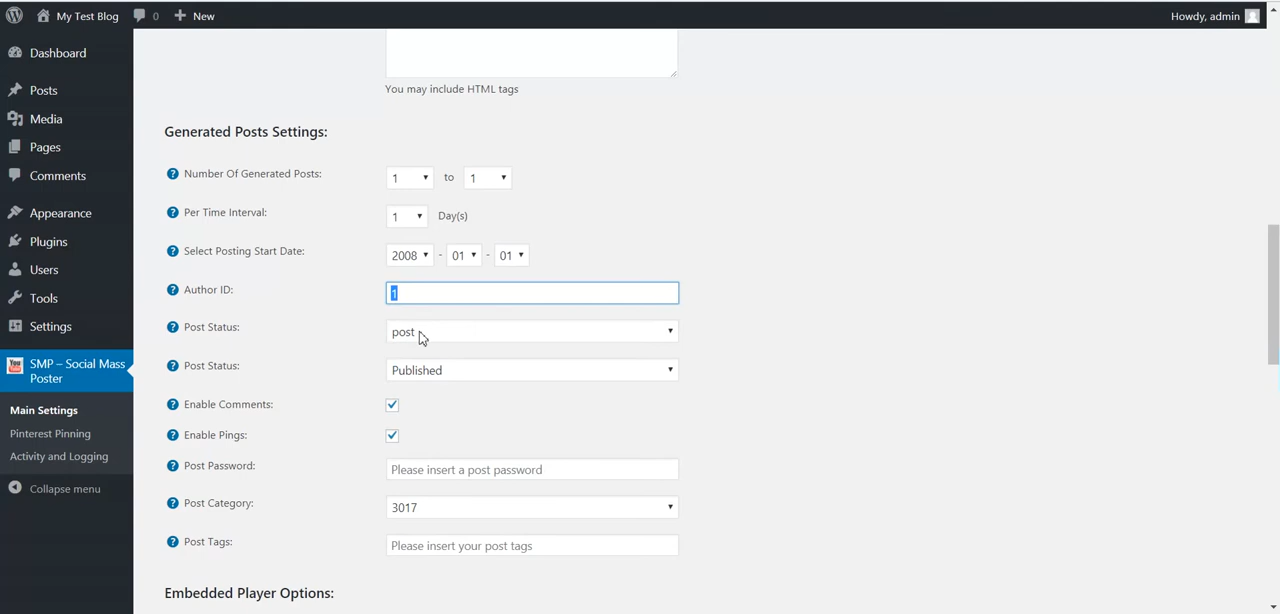 My Test Blog
0
New
Howdy, admin
Dashboard
Posts
Media
Pages
Comments
Appearance
Plugins
Users
Tools
Settings
You
SMP – Social Mass
Poster
Main Settings
Pinterest Pinning
Activity and Logging
Collapse menu
You may include HTML tags
Generated Posts Settings:
Number Of Generated Posts: 1 to 1
Per Time Interval: 1 Day(s)
Select Posting Start Date: 2008 - 01 - 01
Author ID: 1
Post Status: post
Post Status: Published
Enable Comments:
Enable Pings:
Post Password: Please insert a post password
Post Category: 3017
Post Tags: Please insert your post tags
Embedded Player Options: